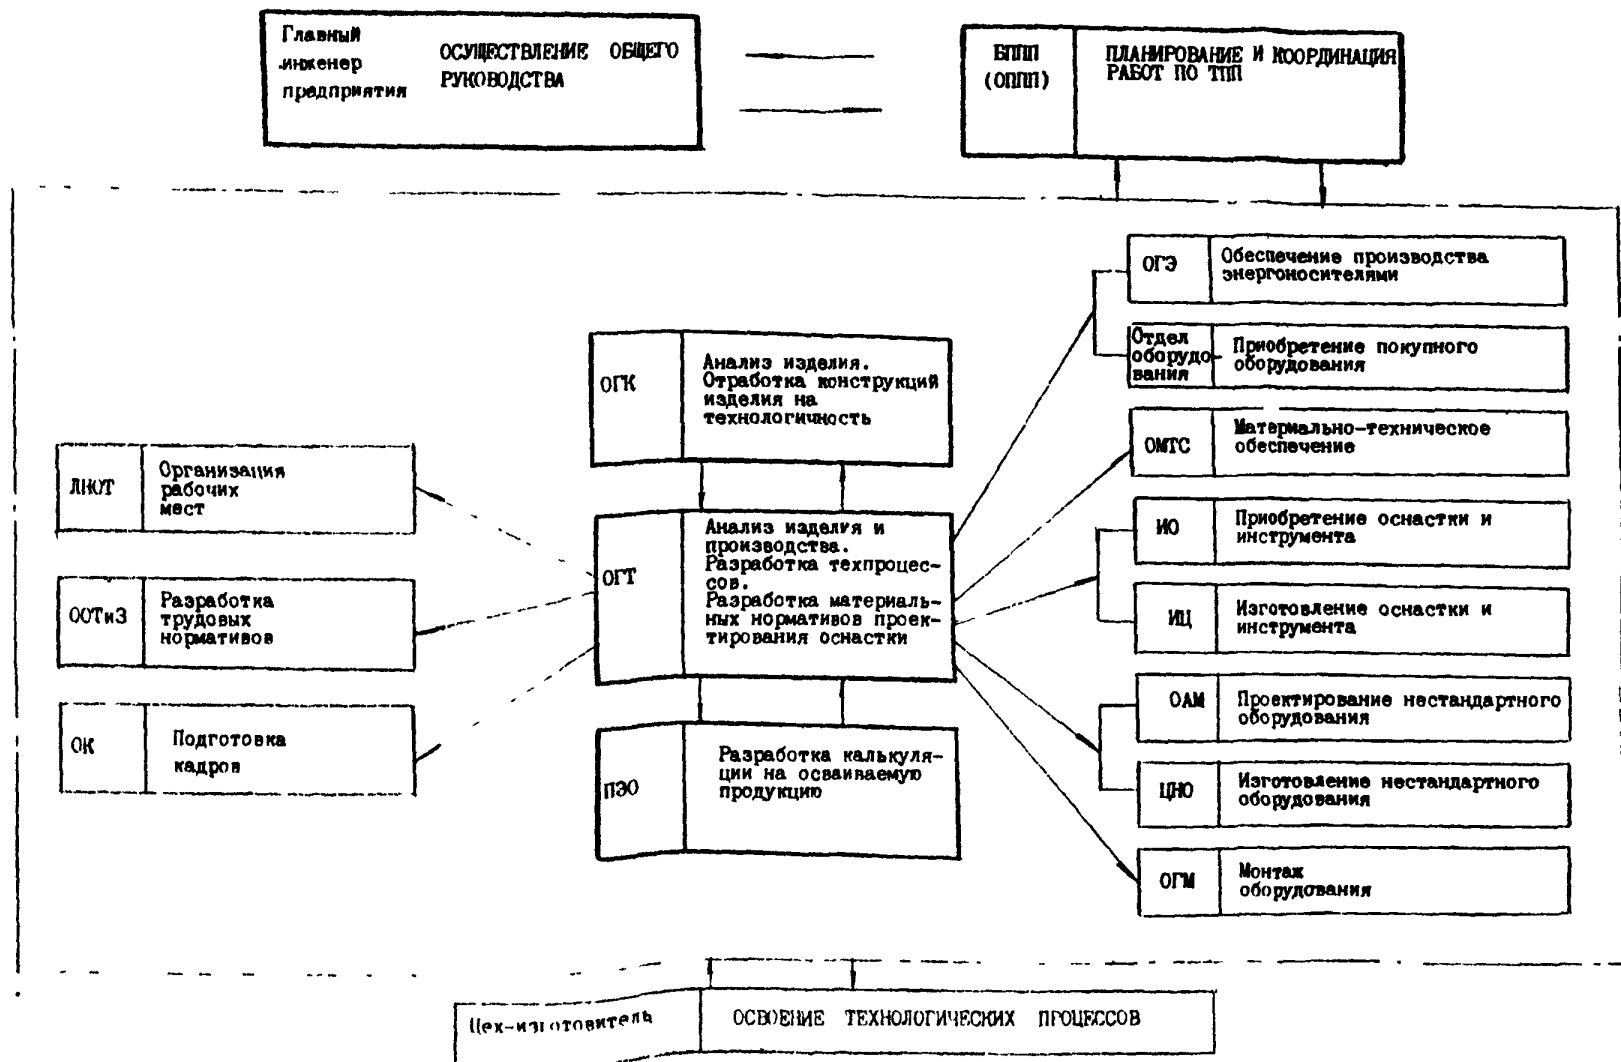 Главный
инженер
предприятия
ОСУЩЕСТВЛЕНИЕ ОБЩЕГО
РУКОВОДСТВА
БППП
(ОППП)
ПЛАНИРОВАНИЕ И КООРДИНАЦИЯ
РАБОТ ПО ТПП
ОГЭ
Обеспечение производства
энергоносителями
Отдел
оборудо-
вания
Приобретение покупного
оборудования
ОГК
Анализ изделия.
Отработка конструкций
изделия на
технологичность
ОМТС
Материально-техническое
обеспечение
ЛНОТ
Организация
рабочих
мест
ОГТ
Анализ изделия и
производства.
Разработка техпроцес-
сов.
Разработка материаль-
ных нормативов проек-
тирования оснастки
ИО
Приобретение оснастки и
инструмента
ООТиЗ
Разработка
трудовых
нормативов
ИЦ
Изготовление оснастки и
инструмента
ОАМ
Проектирование нестандартного
оборудования
ОК
Подготовка
кадров
ПЭО
Разработка калькуля-
ции на осваиваемую
продукцию
ЦНО
Изготовление нестандартного
оборудования
ОГМ
Монтаж
оборудования
Цех-изготовитель
ОСВОЕНИЕ ТЕХНОЛОГИЧЕСКИХ ПРОЦЕССОВ